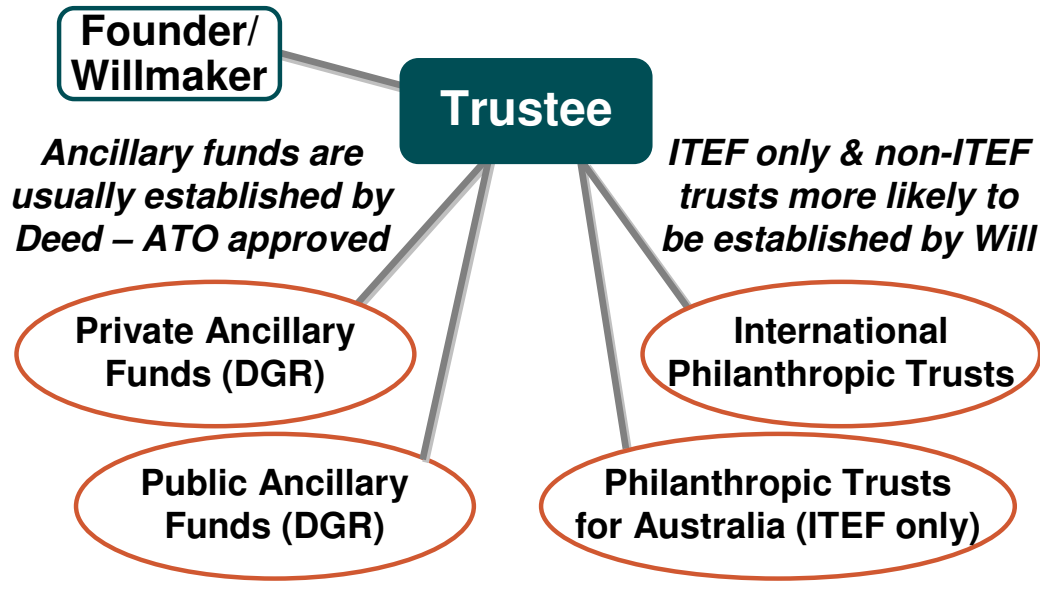 Founder/
Willmaker
Trustee
Ancillary funds are
usually established by
Deed – ATO approved
ITEF only & non-ITEF
trusts more likely to
be established by Will
Private Ancillary
Funds (DGR)
International
Philanthropic Trusts
Public Ancillary
Funds (DGR)
Philanthropic Trusts
for Australia (ITEF only)